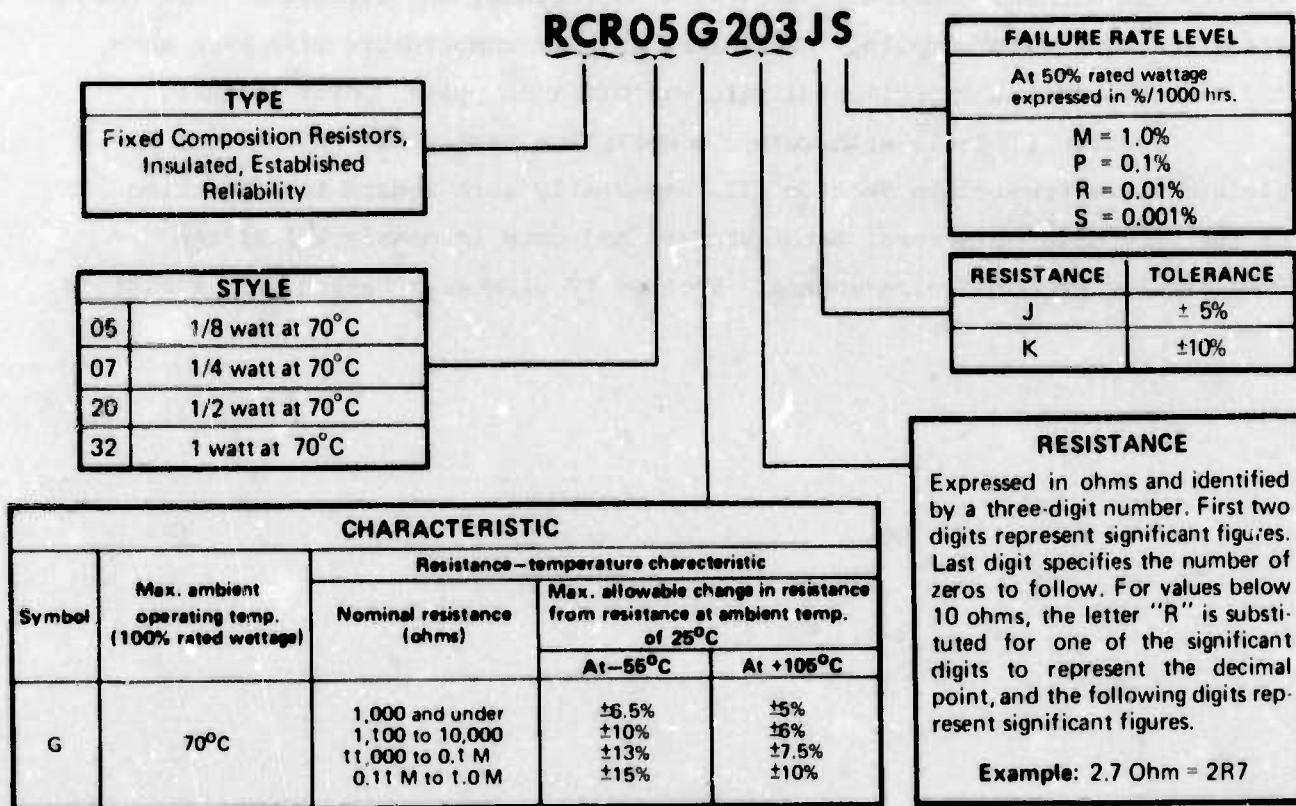 RCR05G203JS
TYPE
Fixed Composition Resistors,
Insulated, Established
Reliability
STYLE
05 1/8 watt at 70°C
07 1/4 watt at 70°C
20 1/2 watt at 70°C
32 1 watt at 70°C
FAILURE RATE LEVEL
At 50% rated wattage
expressed in %/1000 hrs.
M = 1.0%
P = 0.1%
R = 0.01%
S = 0.001%
RESISTANCE TOLERANCE
J ± 5%
K ±10%
RESISTANCE
Expressed in ohms and identified
by a three-digit number. First two
digits represent significant figures.
Last digit specifies the number of
zeros to follow. For values below
10 ohms, the letter "R" is substi-
tuted for one of the significant
digits to represent the decimal
point, and the following digits rep-
resent significant figures.
Example: 2.7 Ohm = 2R7
CHARACTERISTIC
Symbol
Max. ambient
operating temp.
(100% rated wattage)
Resistance–temperature characteristic
Nominal resistance
(ohms)
Max. allowable change in resistance
from resistance at ambient temp.
of 25°C
At –55°C At +105°C
G 70°C
1,000 and under ±6.5% ±5%
1,100 to 10,000 ±10% ±6%
11,000 to 0.1 M ±13% ±7.5%
0.11 M to 1.0 M ±15% ±10%